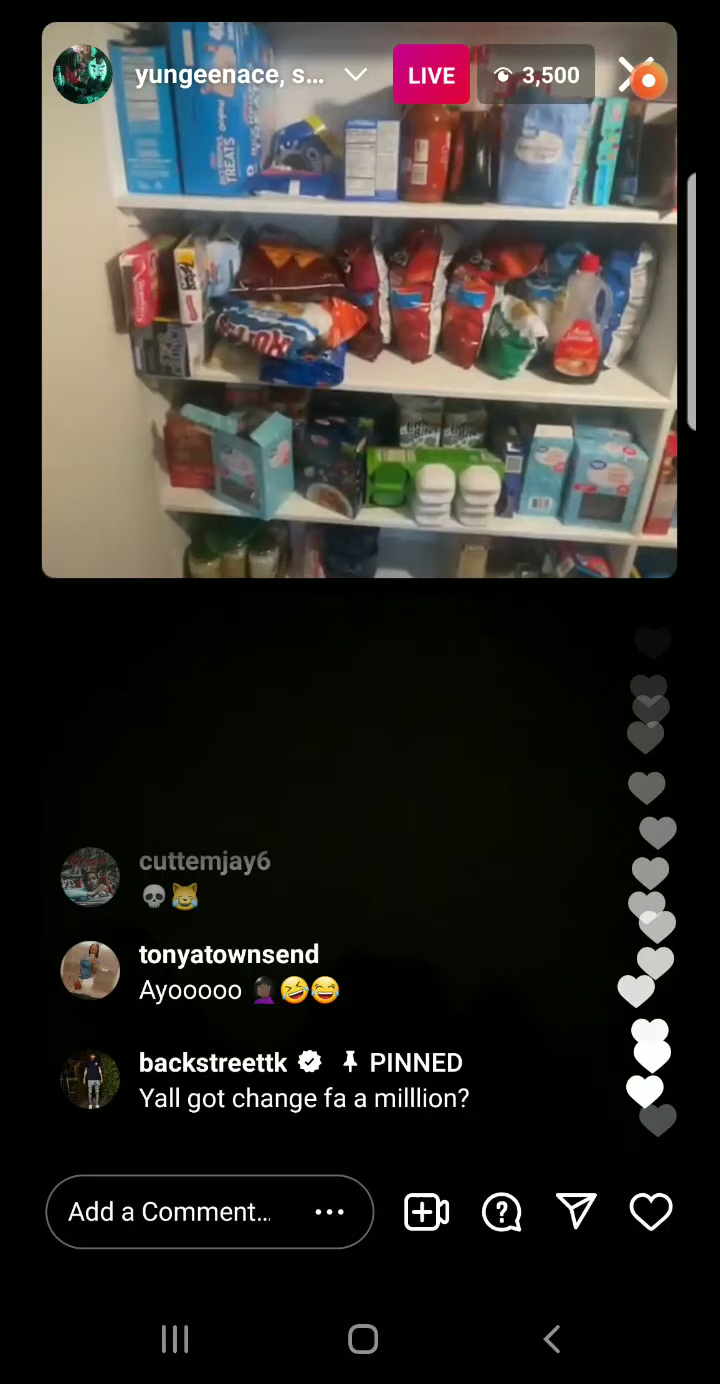 yungeenace, s...
LIVE
3,500
TREATS
cuttemjay6
tonyatownsend
Ayooooo
backstreettk PINNED
Yall got change fa a milllion?
Add a Comment...